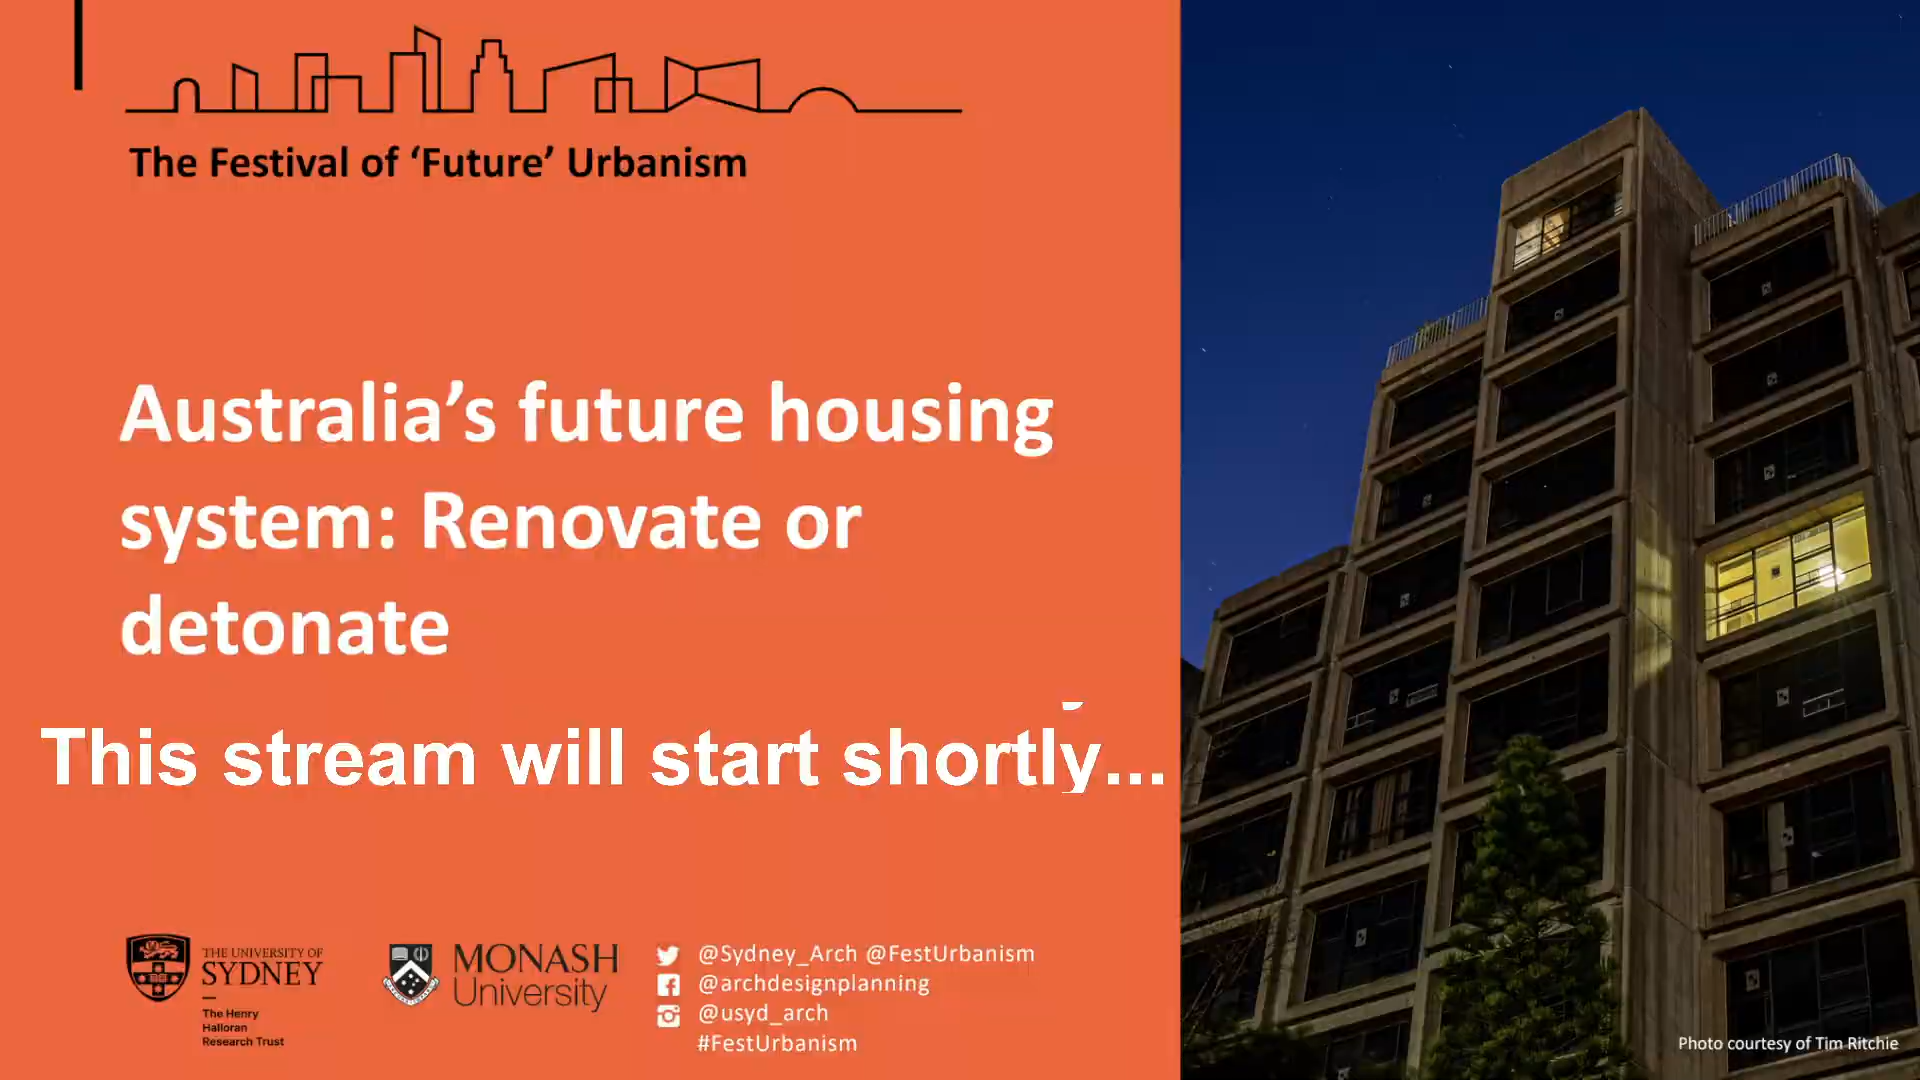 The Festival of ‘Future’ Urbanism
Australia’s future housing
system: Renovate or
detonate
This stream will start shortly...
THE UNIVERSITY OF
SYDNEY
The Henry
Halloran
Research Trust
MONASH
University
@Sydney_Arch @FestUrbanism
@archdesignplanning
@usyd_arch
#FestUrbanism
Photo courtesy of Tim Ritchie